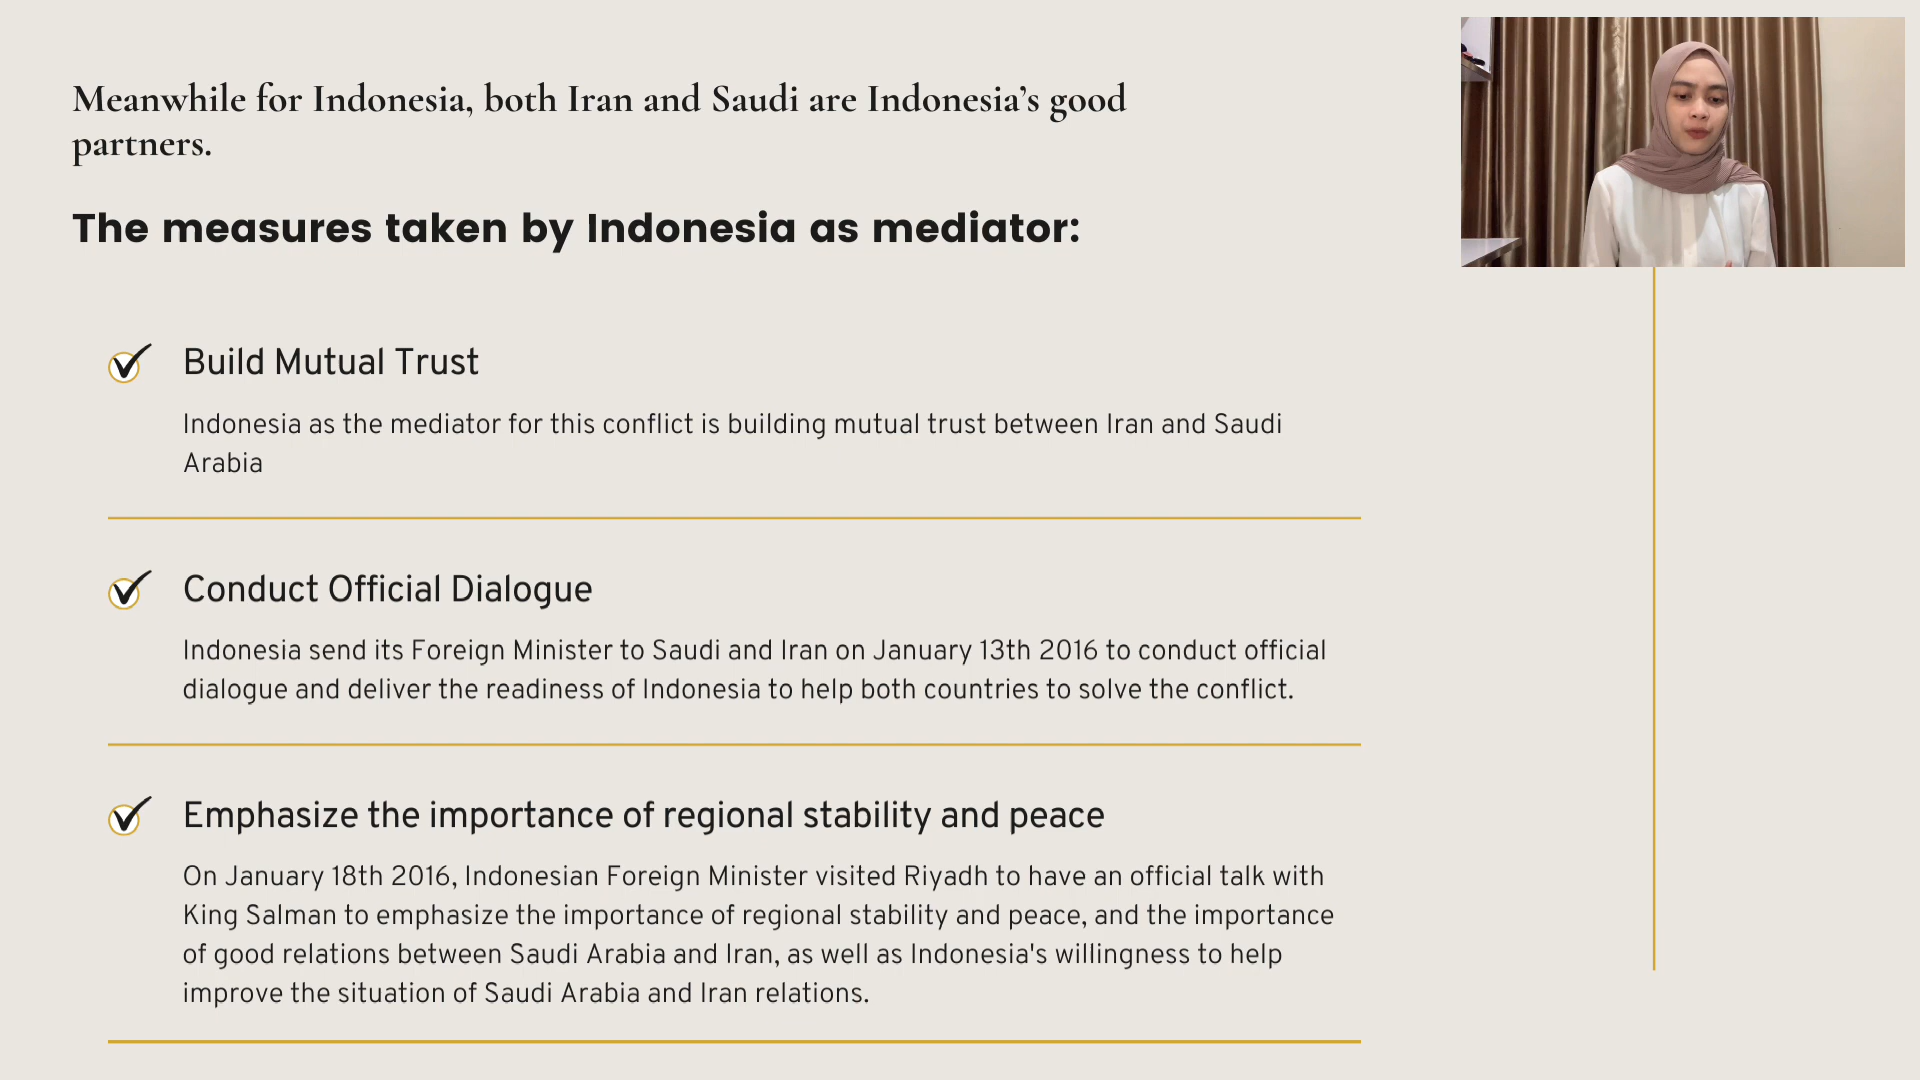 Meanwhile for Indonesia, both Iran and Saudi are Indonesia’s good
partners.
The measures taken by Indonesia as mediator:
Build Mutual Trust
Indonesia as the mediator for this conflict is building mutual trust between Iran and Saudi
Arabia
Conduct Official Dialogue
Indonesia send its Foreign Minister to Saudi and Iran on January 13th 2016 to conduct official
dialogue and deliver the readiness of Indonesia to help both countries to solve the conflict.
Emphasize the importance of regional stability and peace
On January 18th 2016, Indonesian Foreign Minister visited Riyadh to have an official talk with
King Salman to emphasize the importance of regional stability and peace, and the importance
of good relations between Saudi Arabia and Iran, as well as Indonesia's willingness to help
improve the situation of Saudi Arabia and Iran relations.